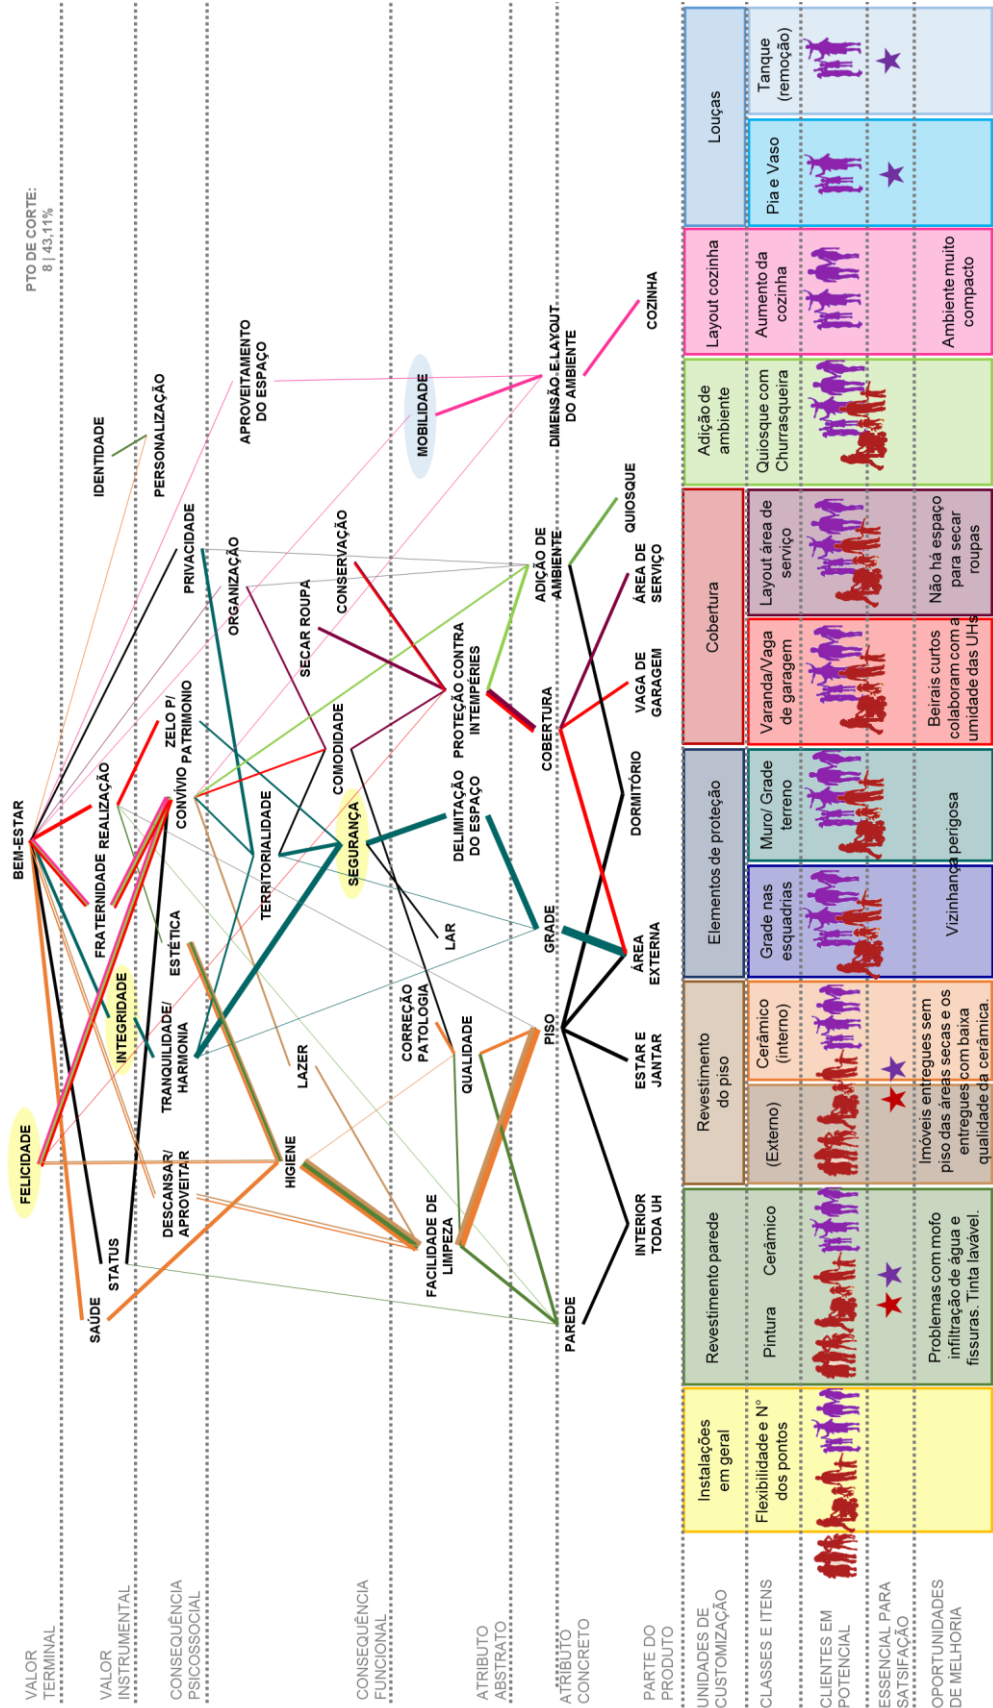 PTO DE CORTE:
8 | 43,11%
VALOR
TERMINAL
FELICIDADE
BEM-ESTAR
VALOR
INSTRUMENTAL
SAÚDE
STATUS
INTEGRIDADE
FRATERNIDADE
REALIZAÇÃO
IDENTIDADE
CONSEQUÊNCIA
PSICOSSOCIAL
DESCANSAR/
APROVEITAR
TRANQUILIDADE/
HARMONIA
ESTÉTICA
CONVÍVIO
ZELO P/
PATRIMONIO
PRIVACIDADE
PERSONALIZAÇÃO
CONSEQUÊNCIA
FUNCIONAL
HIGIENE
LAZER
TERRITORIALIDADE
SEGURANÇA
COMODIDADE
ORGANIZAÇÃO
SECAR ROUPA
CONSERVAÇÃO
APROVEITAMENTO
DO ESPAÇO
ATRIBUTO
ABSTRATO
FACILIDADE DE
LIMPEZA
CORREÇÃO
PATOLOGIA
QUALIDADE
LAR
DELIMITAÇÃO
DO ESPAÇO
PROTEÇÃO CONTRA
INTEMPÉRIES
MOBILIDADE
ATRIBUTO
CONCRETO
PAREDE
PISO
GRADE
COBERTURA
ADIÇÃO DE
AMBIENTE
DIMENSÃO E LAYOUT
DO AMBIENTE
PARTE DO
PRODUTO
INTERIOR
TODA UH
ESTAR E
JANTAR
ÁREA
EXTERNA
DORMITÓRIO
VAGA DE
GARAGEM
ÁREA DE
SERVIÇO
QUIOSQUE
COZINHA
UNIDADES DE
CUSTOMIZAÇÃO
Instalações
em geral
Revestimento parede
Revestimento
do piso
Elementos de proteção
Cobertura
Adição de
ambiente
Layout cozinha
Louças
CLASSES E ITENS
Flexibilidade e N°
dos pontos
Pintura
Cerâmico
(Externo)
Cerâmico
(interno)
Grade nas
esquadrias
Muro/ Grade
terreno
Varanda/Vaga
de garagem
Layout área de
serviço
Quiosque com
Churrasqueira
Aumento da
cozinha
Pia e Vaso
Tanque
(remoção)
CLIENTES EM
POTENCIAL
ESSENCIAL PARA
SATSIFAÇÃO
OPORTUNIDADES
DE MELHORIA
Problemas com mofo
infiltração de água e
fissuras. Tinta lavável.
Imóveis entregues sem
piso das áreas secas e os
entregues com baixa
qualidade da cerâmica.
Vizinhança perigosa
Beirais curtos
colaboram com a
umidade das UHs
Não há espaço
para secar
roupas
Ambiente muito
compacto